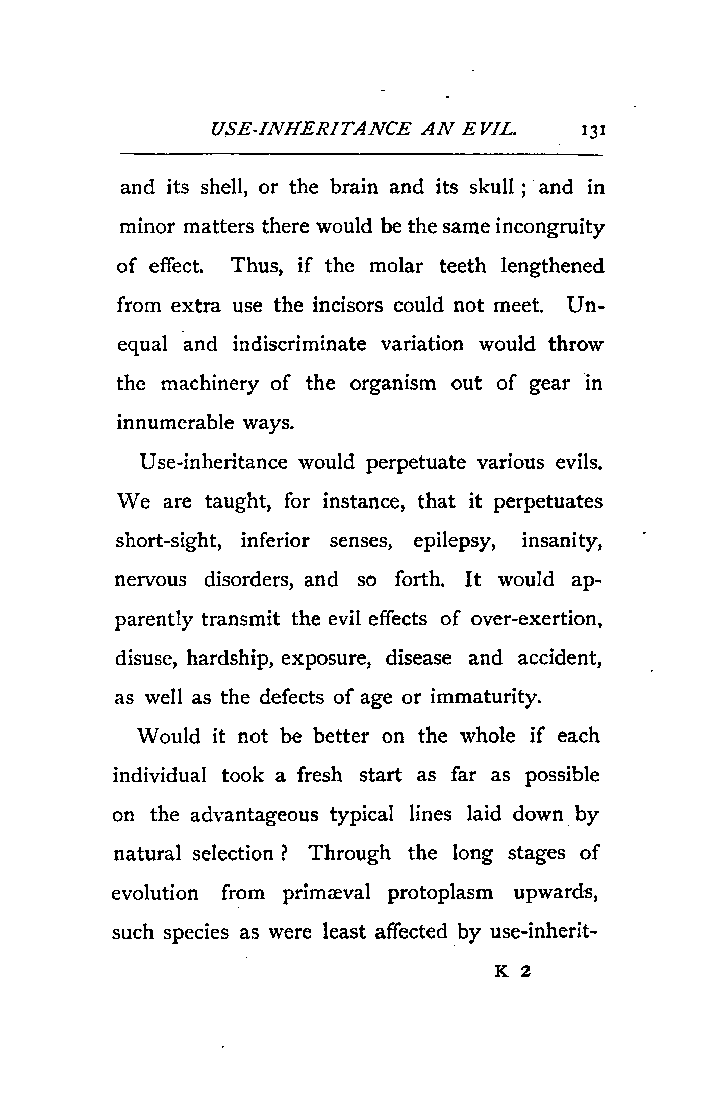 USE-INHERITANCE AN EVIL. 131
and its shell, or the brain and its skull ; and in
minor matters there would be the same incongruity
of effect. Thus, if the molar teeth lengthened
from extra use the incisors could not meet. Un-
equal and indiscriminate variation would throw
the machinery of the organism out of gear in
innumerable ways.
Use-inheritance would perpetuate various evils.
We are taught, for instance, that it perpetuates
short-sight, inferior senses, epilepsy, insanity,
nervous disorders, and so forth. It would ap-
parently transmit the evil effects of over-exertion,
disuse, hardship, exposure, disease and accident,
as well as the defects of age or immaturity.
Would it not be better on the whole if each
individual took a fresh start as far as possible
on the advantageous typical lines laid down by
natural selection ? Through the long stages of
evolution from primæval protoplasm upwards,
such species as were least affected by use-inherit-
K 2